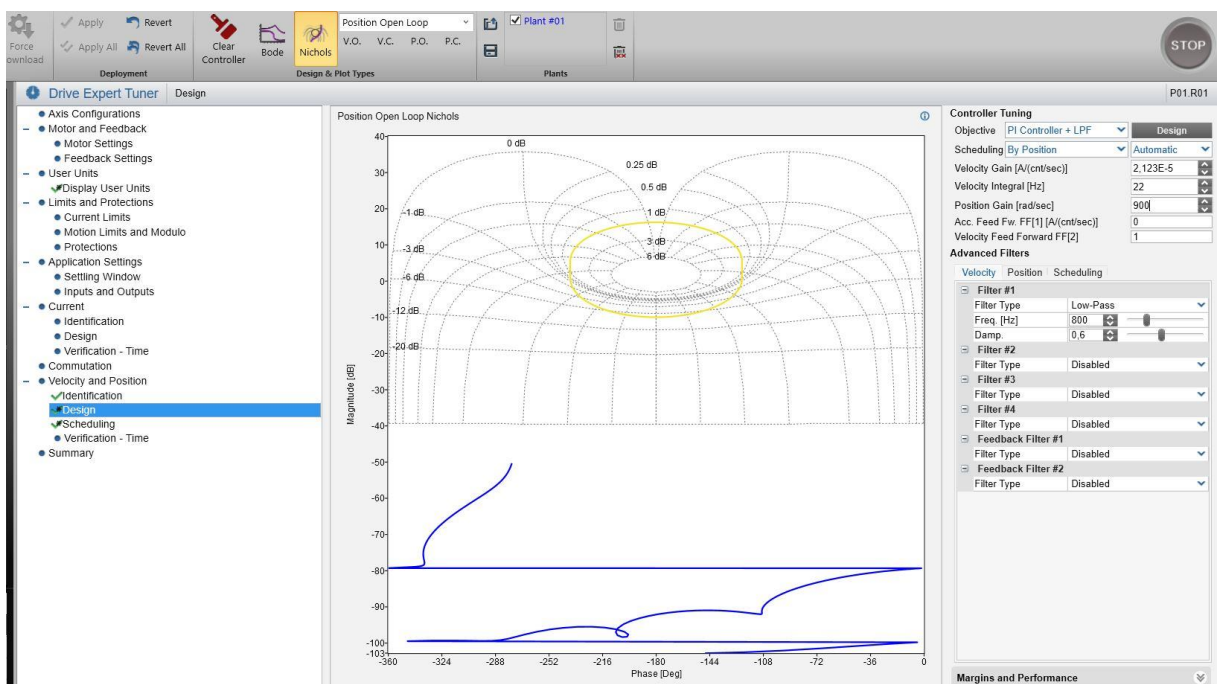 Force
Download
Apply
Revert
Apply All
Revert All
Deployment
Clear
Controller
Bode
Nichols
Position Open Loop
V.O. V.C. P.O. P.C.
Design & Plot Types
Plant #01
Plants
STOP
Drive Expert Tuner Design
P01.R01
Axis Configurations
Motor and Feedback
Motor Settings
Feedback Settings
User Units
Display User Units
Limits and Protections
Current Limits
Motion Limits and Modulo
Protections
Application Settings
Settling Window
Inputs and Outputs
Current
Identification
Design
Verification - Time
Commutation
Velocity and Position
Identification
Design
Scheduling
Verification - Time
Summary
Position Open Loop Nichols
Magnitude [dB]
40
30
20
10
0
-10
-20
-30
-40
-50
-60
-70
-80
-90
-100
-103
0 dB
0.25 dB
0.5 dB
1 dB
3 dB
6 dB
-1 dB
-3 dB
-6 dB
-12 dB
-20 dB
-360 -324 -288 -252 -216 -180 -144 -108 -72 -36 0
Phase [Deg]
Controller Tuning
Objective PI Controller + LPF Design
Scheduling By Position Automatic
Velocity Gain [A/(cnt/sec)] 2,123E-5
Velocity Integral [Hz] 22
Position Gain [rad/sec] 900
Acc. Feed Fw. FF[1] [A/(cnt/sec)] 0
Velocity Feed Forward FF[2] 1
Advanced Filters
Velocity Position Scheduling
Filter #1
Filter Type Low-Pass
Freq. [Hz] 800
Damp. 0,6
Filter #2
Filter Type Disabled
Filter #3
Filter Type Disabled
Filter #4
Filter Type Disabled
Feedback Filter #1
Filter Type Disabled
Feedback Filter #2
Filter Type Disabled
Margins and Performance